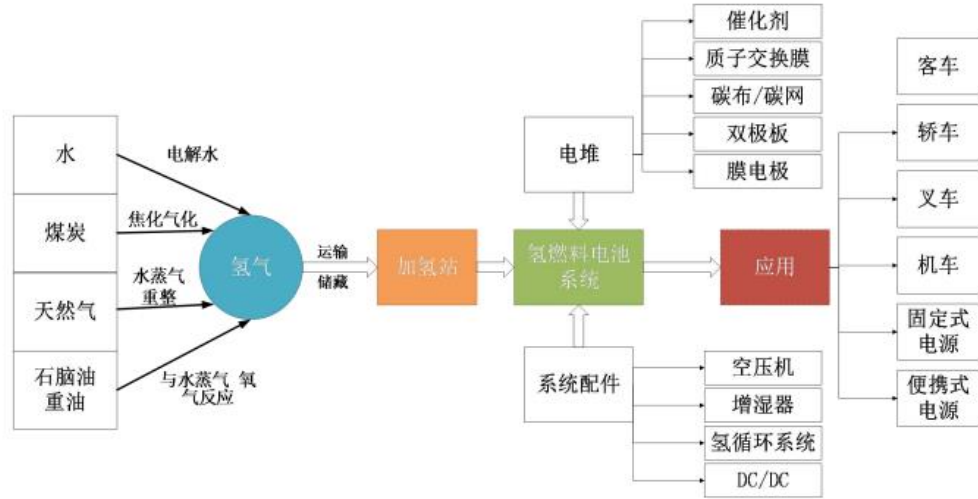 水
煤炭
天然气
石脑油
重油
电解水
焦化气化
水蒸气
重整
与水蒸气 氧
气反应
氢气
运输
储藏
加氢站
电堆
催化剂
质子交换膜
碳布/碳网
双极板
膜电极
氢燃料电池
系统
系统配件
空压机
增湿器
氢循环系统
DC/DC
应用
客车
轿车
叉车
机车
固定式
电源
便携式
电源